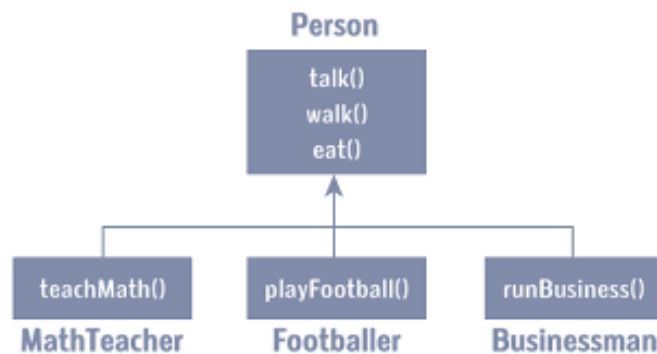 Person
talk()
walk()
eat()
teachMath() playFootball() runBusiness()
MathTeacher Footballer Businessman